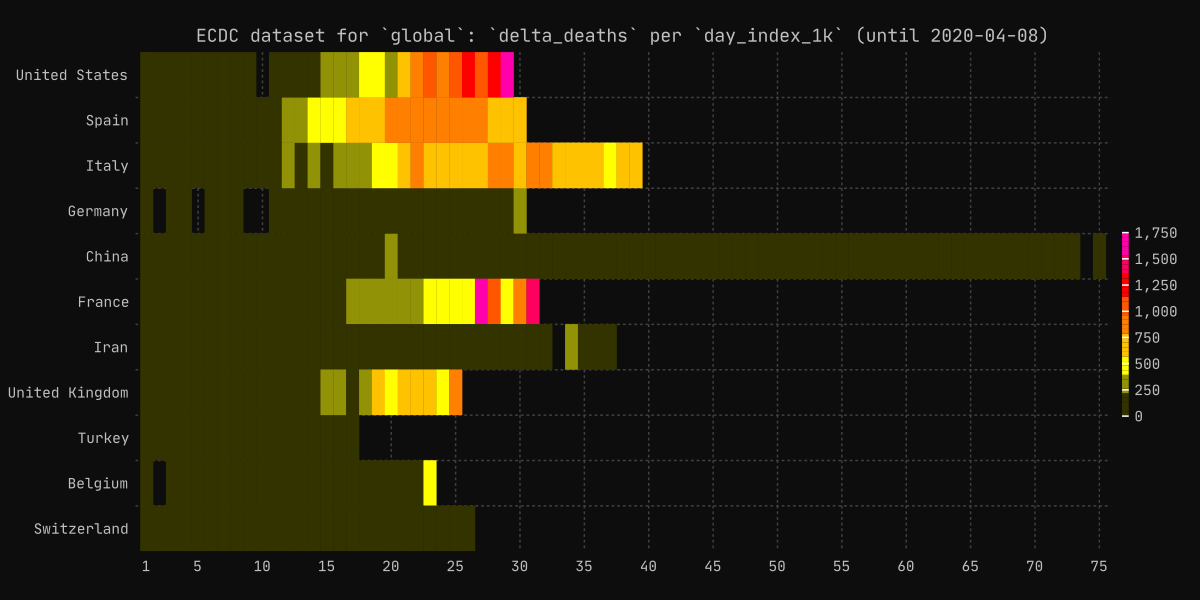 ECDC dataset for `global`: `delta_deaths` per `day_index_1k` (until 2020-04-08)
United States
Spain
Italy
Germany
China
France
Iran
United Kingdom
Turkey
Belgium
Switzerland
1 5 10 15 20 25 30 35 40 45 50 55 60 65 70 75
1,750
1,500
1,250
1,000
750
500
250
0